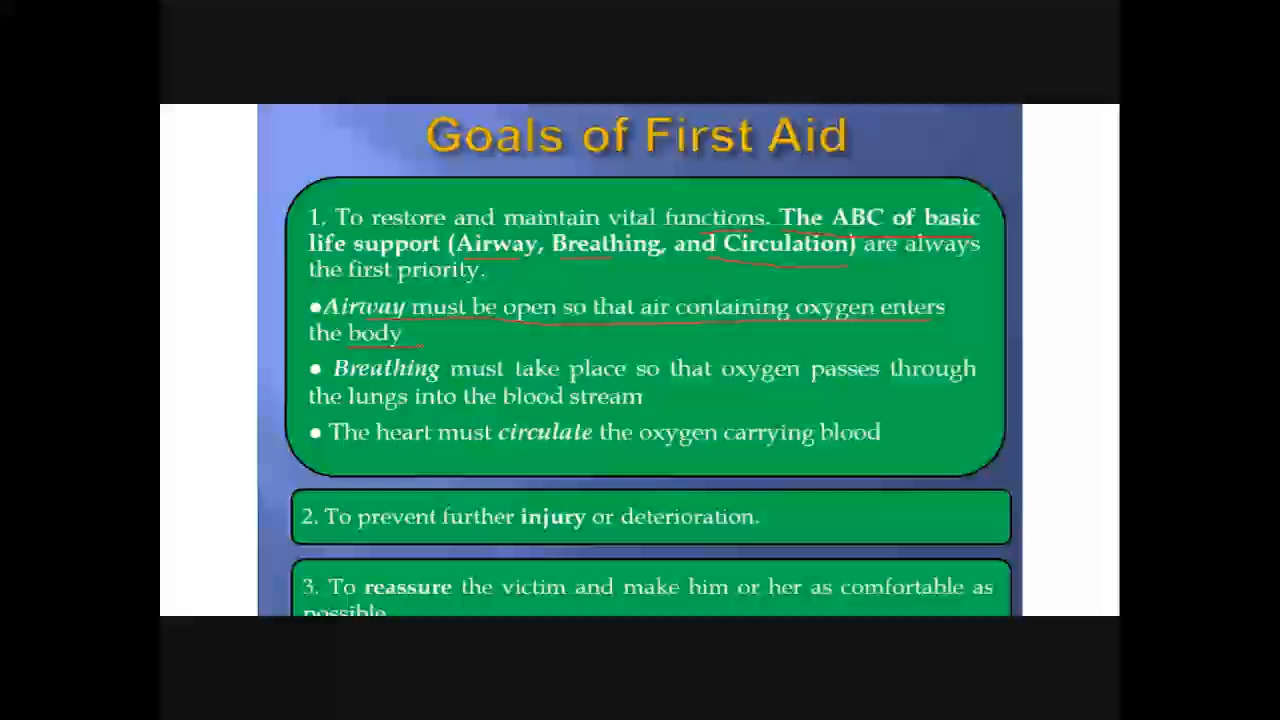 Goals of First Aid
1. To restore and maintain vital functions. The ABC of basic
life support (Airway, Breathing, and Circulation) are always
the first priority.
●Airway must be open so that air containing oxygen enters
the body
● Breathing must take place so that oxygen passes through
the lungs into the blood stream
● The heart must circulate the oxygen carrying blood
2. To prevent further injury or deterioration.
3. To reassure the victim and make him or her as comfortable as
possible